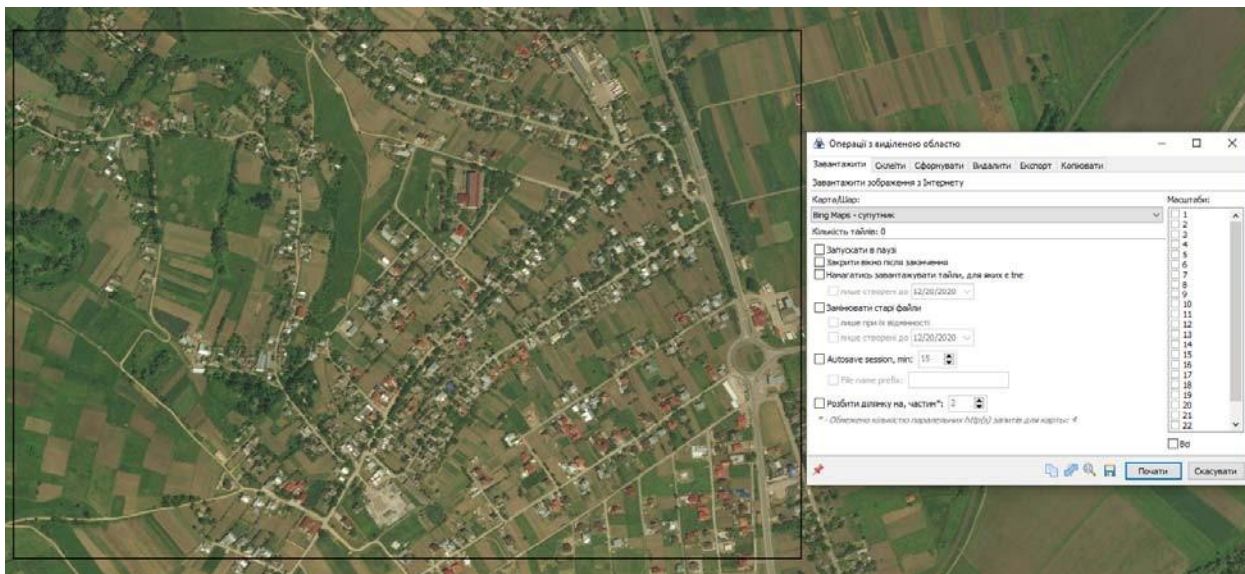 Операції з виділеною областю
Завантажити Склеїти Сформувати Видалити Експорт Копіювати
Завантажити зображення з Інтернету
Карта/Шар: Масштаби:
Bing Maps - супутник
Кількість тайлів: 0
Запускати в паузі
Закрити вікно після закінчення
Намагатись завантажувати тайли, для яких є tne
лише створені до 12/20/2020
Замінювати старі файли
лише при їх відмінності
лише створені до 12/20/2020
Autosave session, min: 15
File name prefix:
Розбити ділянку на, частин*: 2
* - Обмежено кількістю паралельних http(s) запитів для карты: 4
1
2
3
4
5
6
7
8
9
10
11
12
13
14
15
16
17
18
19
20
21
22
Всі
Почати Скасувати